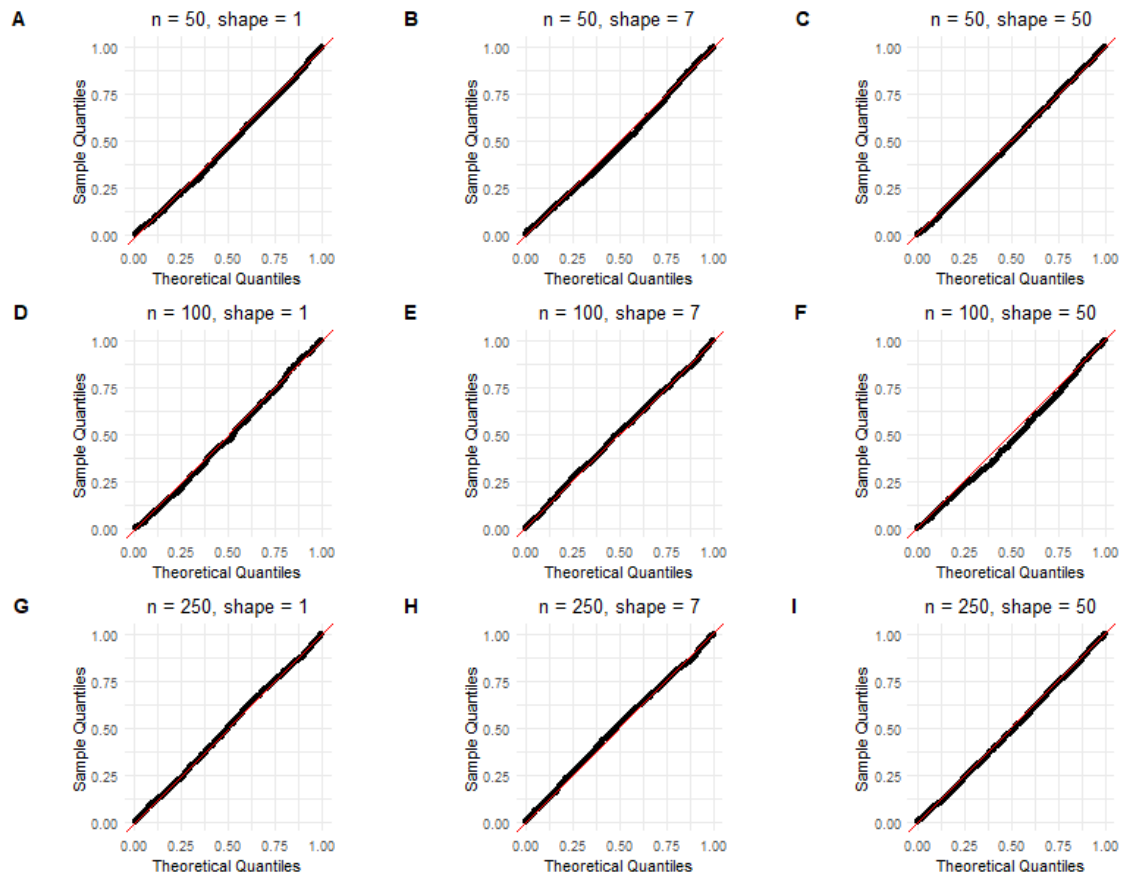 A n = 50, shape = 1
1.00
0.75
0.50
0.25
0.00
Sample Quantiles
0.00 0.25 0.50 0.75 1.00
Theoretical Quantiles
B n = 50, shape = 7
1.00
0.75
0.50
0.25
0.00
Sample Quantiles
0.00 0.25 0.50 0.75 1.00
Theoretical Quantiles
C n = 50, shape = 50
1.00
0.75
0.50
0.25
0.00
Sample Quantiles
0.00 0.25 0.50 0.75 1.00
Theoretical Quantiles
D n = 100, shape = 1
1.00
0.75
0.50
0.25
0.00
Sample Quantiles
0.00 0.25 0.50 0.75 1.00
Theoretical Quantiles
E n = 100, shape = 7
1.00
0.75
0.50
0.25
0.00
Sample Quantiles
0.00 0.25 0.50 0.75 1.00
Theoretical Quantiles
F n = 100, shape = 50
1.00
0.75
0.50
0.25
0.00
Sample Quantiles
0.00 0.25 0.50 0.75 1.00
Theoretical Quantiles
G n = 250, shape = 1
1.00
0.75
0.50
0.25
0.00
Sample Quantiles
0.00 0.25 0.50 0.75 1.00
Theoretical Quantiles
H n = 250, shape = 7
1.00
0.75
0.50
0.25
0.00
Sample Quantiles
0.00 0.25 0.50 0.75 1.00
Theoretical Quantiles
I n = 250, shape = 50
1.00
0.75
0.50
0.25
0.00
Sample Quantiles
0.00 0.25 0.50 0.75 1.00
Theoretical Quantiles